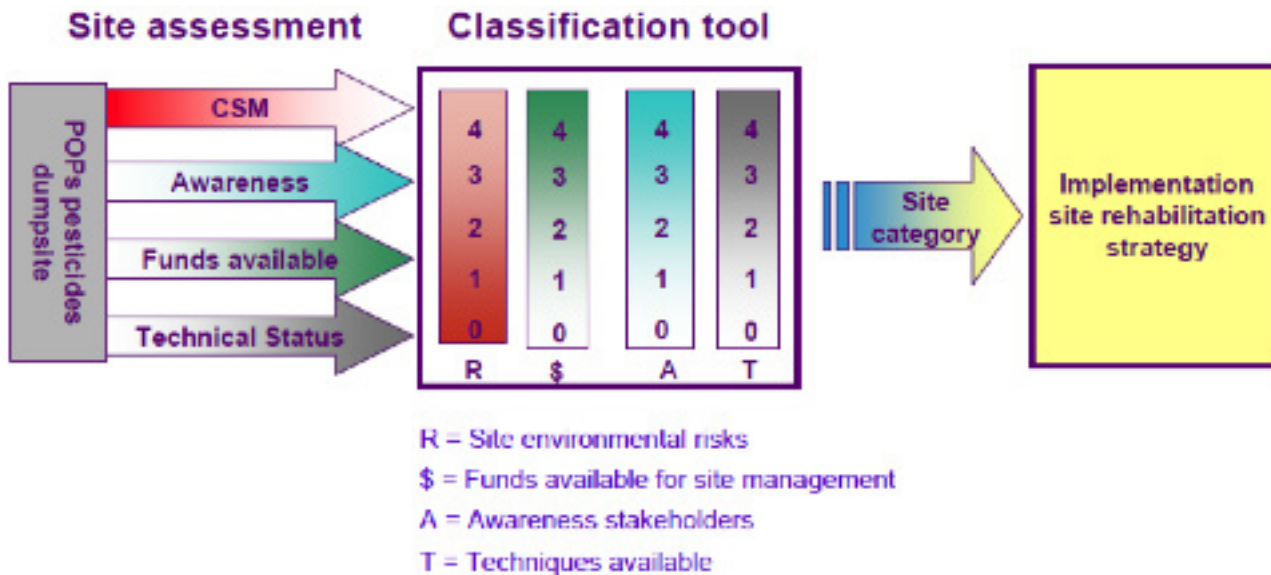 Site assessment
Classification tool
POPs pesticides
dumpsite
CSM
Awareness
Funds available
Technical Status
4 4 4 4
3 3 3 3
2 2 2 2
1 1 1 1
0 0 0 0
R $ A T
Site
category
Implementation
site rehabilitation
strategy
R = Site environmental risks
$ = Funds available for site management
A = Awareness stakeholders
T = Techniques available